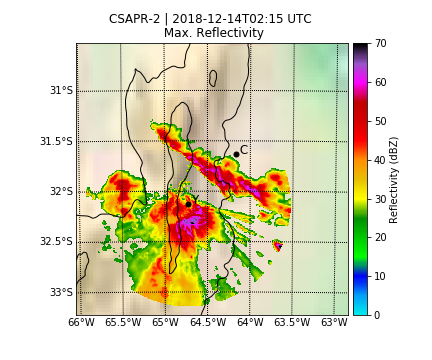 CSAPR-2 | 2018-12-14T02:15 UTC
Max. Reflectivity
31°S
31.5°S
32°S
32.5°S
33°S
66°W 65.5°W 65°W 64.5°W 64°W 63.5°W 63°W
C
Y
70
60
50
40
30
20
10
0
Reflectivity (dBZ)